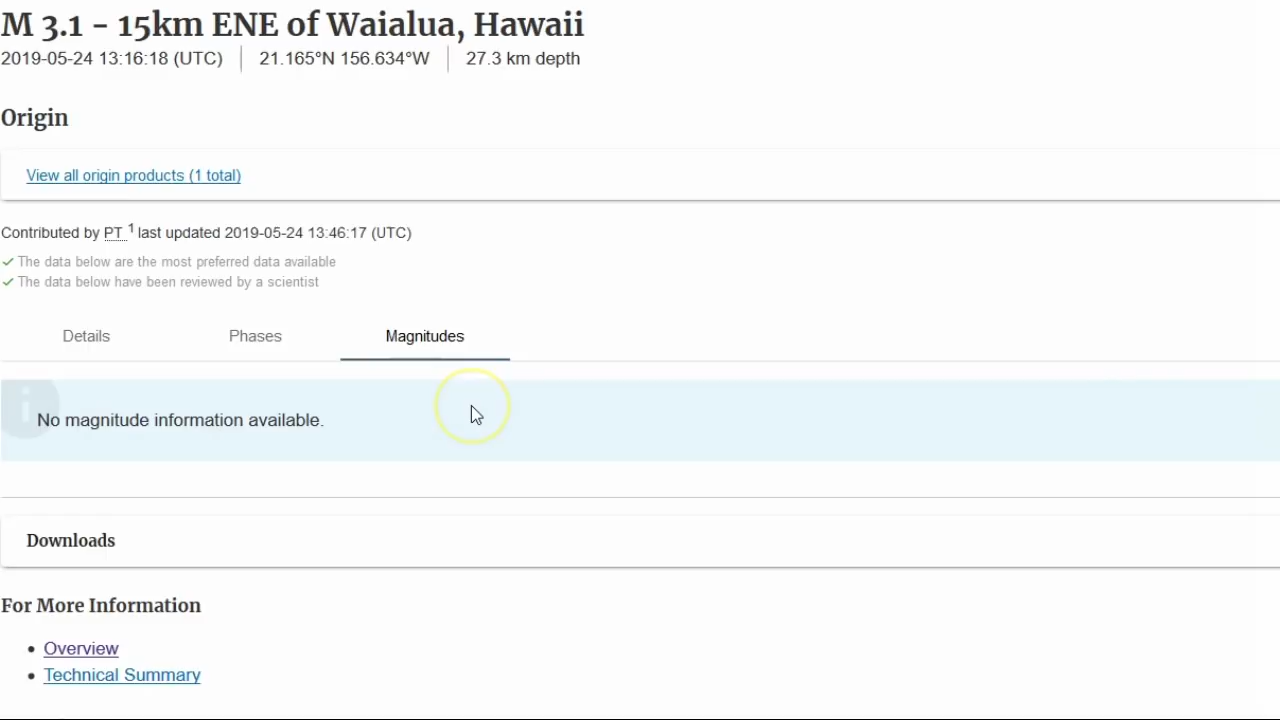 M 3.1 - 15km ENE of Waialua, Hawaii
2019-05-24 13:16:18 (UTC) 21.165°N 156.634°W 27.3 km depth
Origin
View all origin products (1 total)
Contributed by PT 1 last updated 2019-05-24 13:46:17 (UTC)
The data below are the most preferred data available
The data below have been reviewed by a scientist
Details Phases Magnitudes
No magnitude information available.
Downloads
For More Information
Overview
Technical Summary